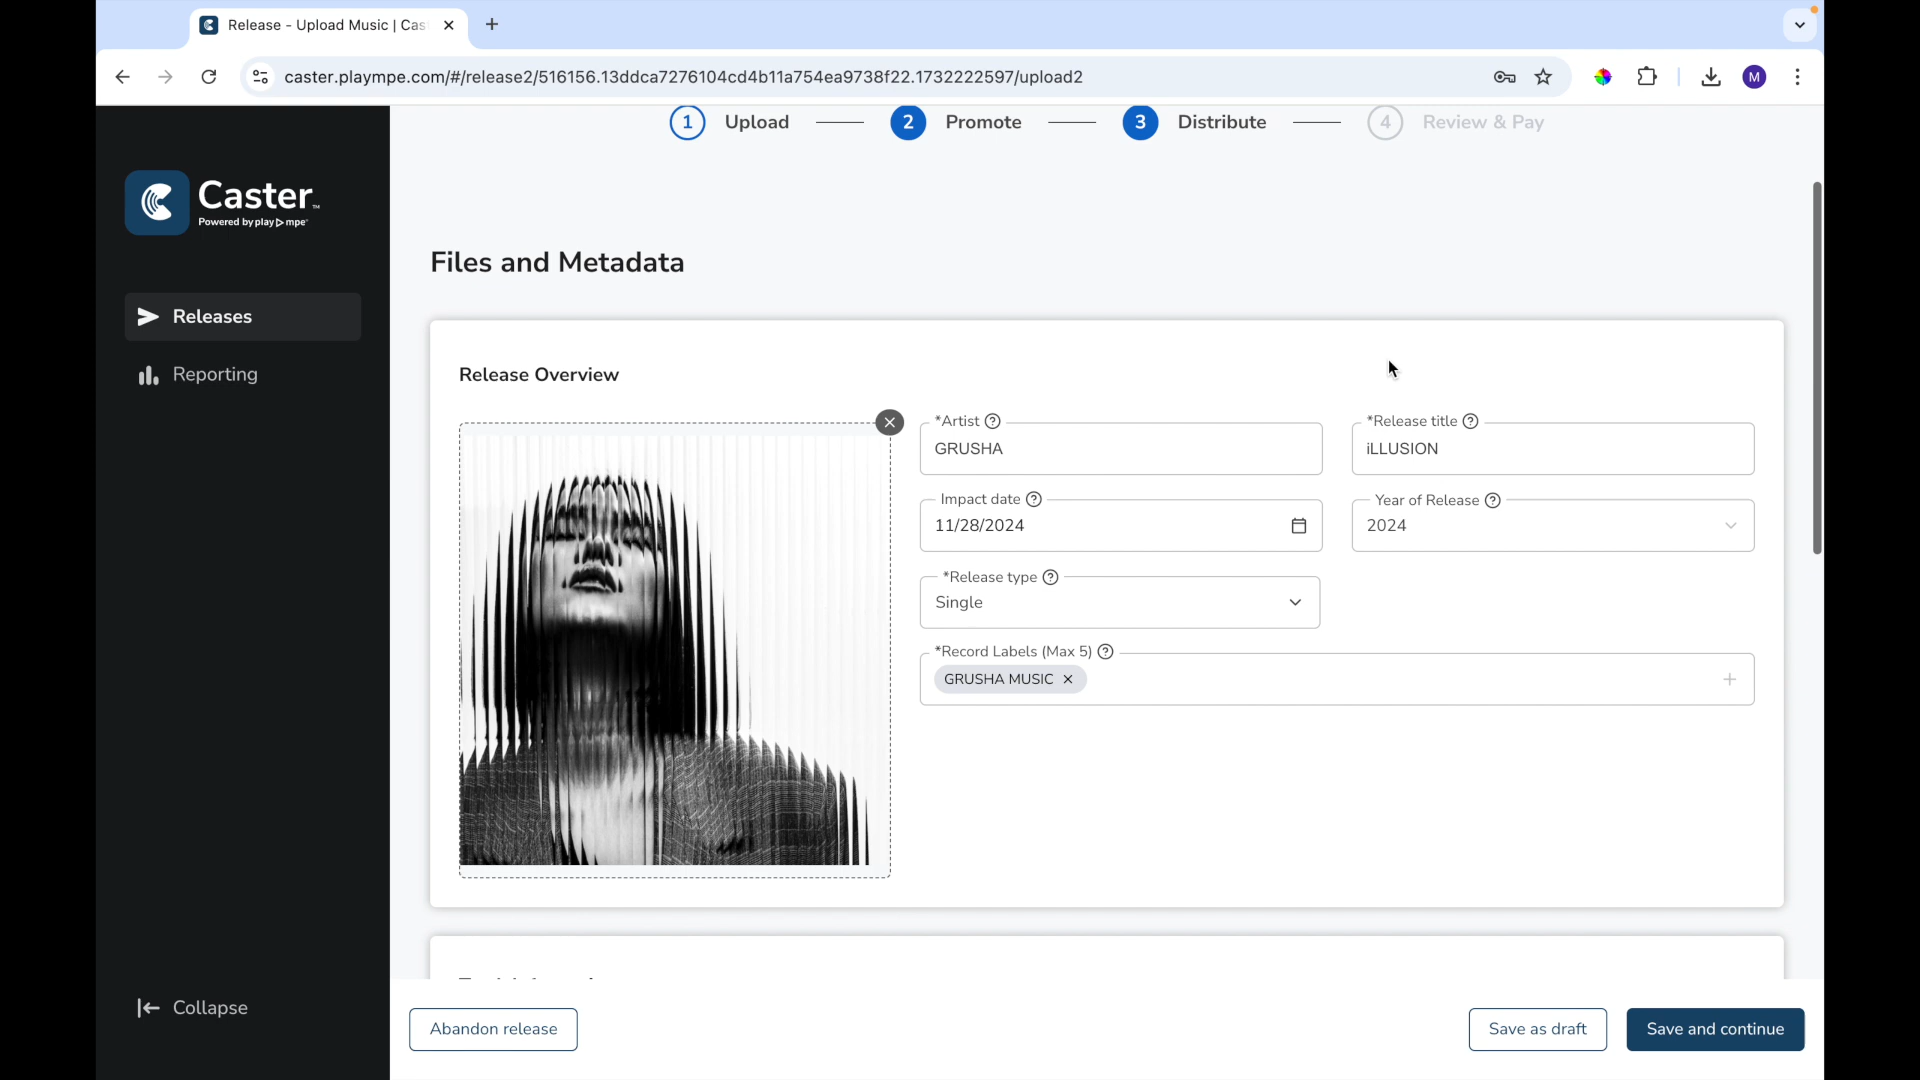 Release - Upload Music | Cas
caster.plaympe.com/#/release2/516156.13ddca7276104cd4b11a754ea9738f22.1732222597/upload2
M
1 Upload 2 Promote 3 Distribute 4 Review & Pay
Caster™
Powered by play mpe®
Releases
Reporting
Collapse
Files and Metadata
Release Overview
*Artist ?
GRUSHA
*Release title ?
iLLUSION
Impact date ?
11/28/2024
Year of Release ?
2024
*Release type ?
Single
*Record Labels (Max 5) ?
GRUSHA MUSIC
Abandon release
Save as draft
Save and continue